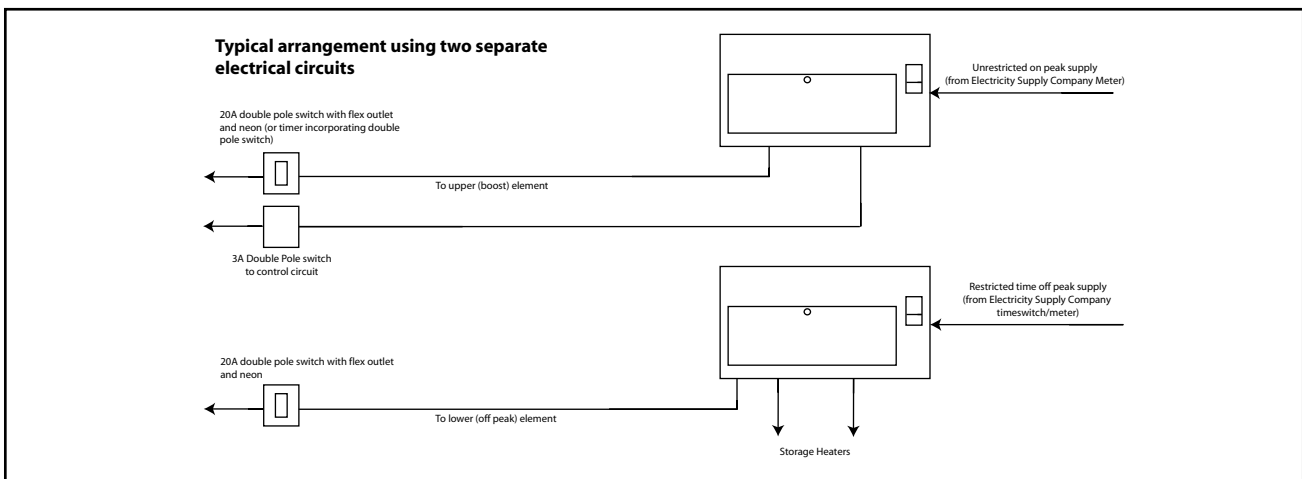 Typical arrangement using two separate
electrical circuits
Unrestricted on peak supply
(from Electricity Supply Company Meter)
20A double pole switch with flex outlet
and neon (or timer incorporating double
pole switch)
To upper (boost) element
3A Double Pole switch
to control circuit
Restricted time off peak supply
(from Electricity Supply Company
timeswitch/meter)
20A double pole switch with flex outlet
and neon
To lower (off peak) element
Storage Heaters